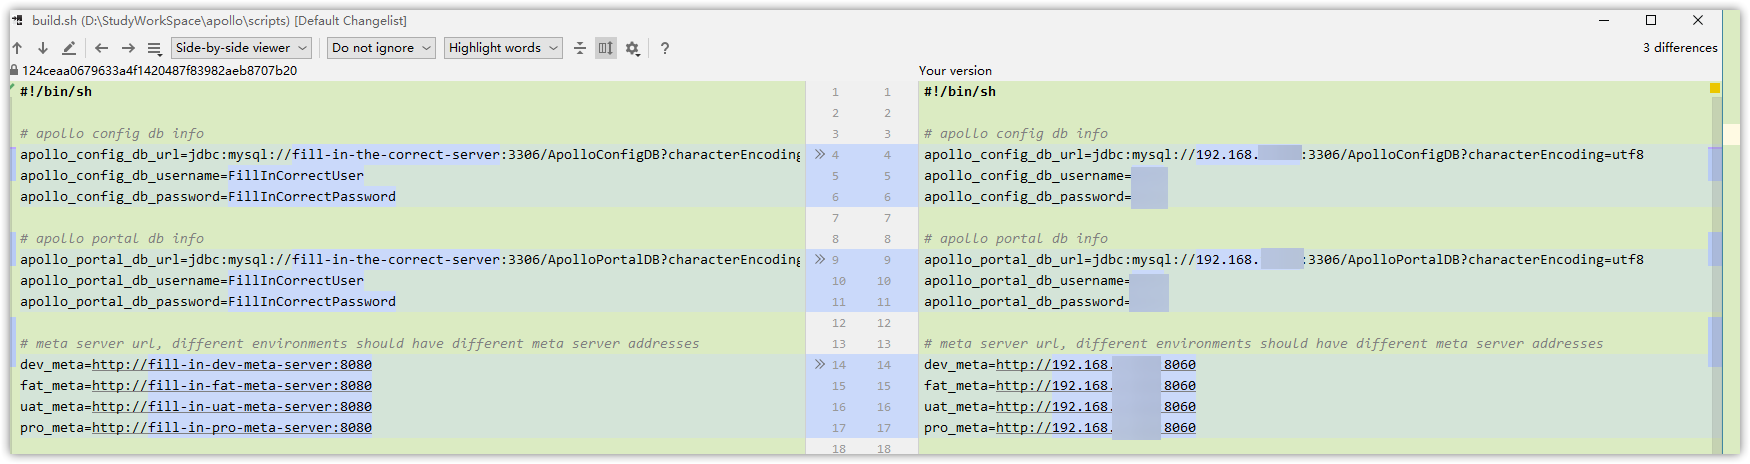 build.sh (D:\StudyWorkSpace\apollo\scripts) [Default Changelist]
Side-by-side viewer Do not ignore Highlight words ? 3 differences
124ceaa0679633a4f1420487f83982aeb8707b20 Your version
#!/bin/sh 1 1 #!/bin/sh
2 2
# apollo config db info 3 3 # apollo config db info
apollo_config_db_url=jdbc:mysql://fill-in-the-correct-server:3306/ApolloConfigDB?characterEncoding 4 4 apollo_config_db_url=jdbc:mysql://192.168. :3306/ApolloConfigDB?characterEncoding=utf8
apollo_config_db_username=FillInCorrectUser 5 5 apollo_config_db_username=
apollo_config_db_password=FillInCorrectPassword 6 6 apollo_config_db_password=
7 7
# apollo portal db info 8 8 # apollo portal db info
apollo_portal_db_url=jdbc:mysql://fill-in-the-correct-server:3306/ApolloPortalDB?characterEncoding 9 9 apollo_portal_db_url=jdbc:mysql://192.168. :3306/ApolloPortalDB?characterEncoding=utf8
apollo_portal_db_username=FillInCorrectUser 10 10 apollo_portal_db_username=
apollo_portal_db_password=FillInCorrectPassword 11 11 apollo_portal_db_password=
12 12
# meta server url, different environments should have different meta server addresses 13 13 # meta server url, different environments should have different meta server addresses
dev_meta=http://fill-in-dev-meta-server:8080 14 14 dev_meta=http://192.168. 8060
fat_meta=http://fill-in-fat-meta-server:8080 15 15 fat_meta=http://192.168. 8060
uat_meta=http://fill-in-uat-meta-server:8080 16 16 uat_meta=http://192.168. 8060
pro_meta=http://fill-in-pro-meta-server:8080 17 17 pro_meta=http://192.168. 8060
18 18